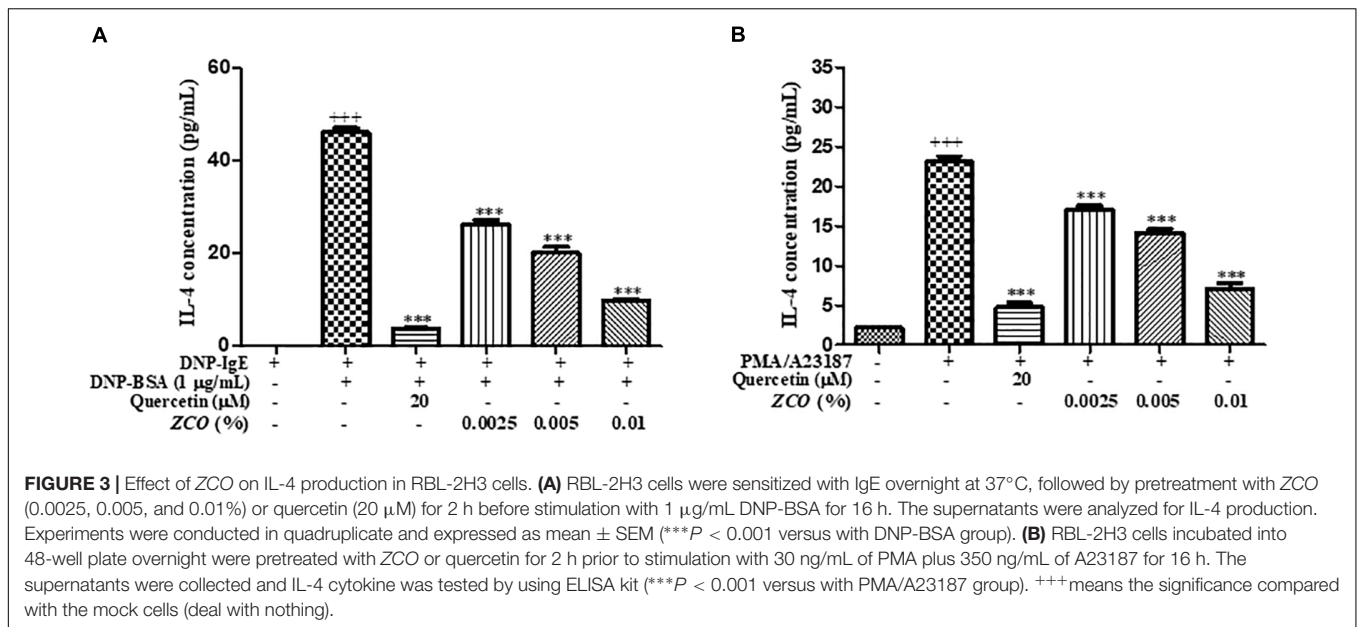 A
60
40
20
0
IL-4 concentration (pg/mL)
+++
***
***
***
***
DNP-IgE + + + + + +
DNP-BSA (1 μg/mL) - + + + + +
Quercetin (μM) - - 20 - - -
ZCO (%) - - - 0.0025 0.005 0.01
B
35
30
25
20
15
10
5
0
IL-4 concentration (pg/mL)
+++
***
***
***
***
PMA/A23187 - + + + + +
Quercetin (μM) - - 20 - - -
ZCO (%) - - - 0.0025 0.005 0.01
FIGURE 3 | Effect of ZCO on IL-4 production in RBL-2H3 cells. (A) RBL-2H3 cells were sensitized with IgE overnight at 37°C, followed by pretreatment with ZCO
(0.0025, 0.005, and 0.01%) or quercetin (20 μM) for 2 h before stimulation with 1 μg/mL DNP-BSA for 16 h. The supernatants were analyzed for IL-4 production.
Experiments were conducted in quadruplicate and expressed as mean ± SEM (***P < 0.001 versus with DNP-BSA group). (B) RBL-2H3 cells incubated into
48-well plate overnight were pretreated with ZCO or quercetin for 2 h prior to stimulation with 30 ng/mL of PMA plus 350 ng/mL of A23187 for 16 h. The
supernatants were collected and IL-4 cytokine was tested by using ELISA kit (***P < 0.001 versus with PMA/A23187 group). +++means the significance compared
with the mock cells (deal with nothing).